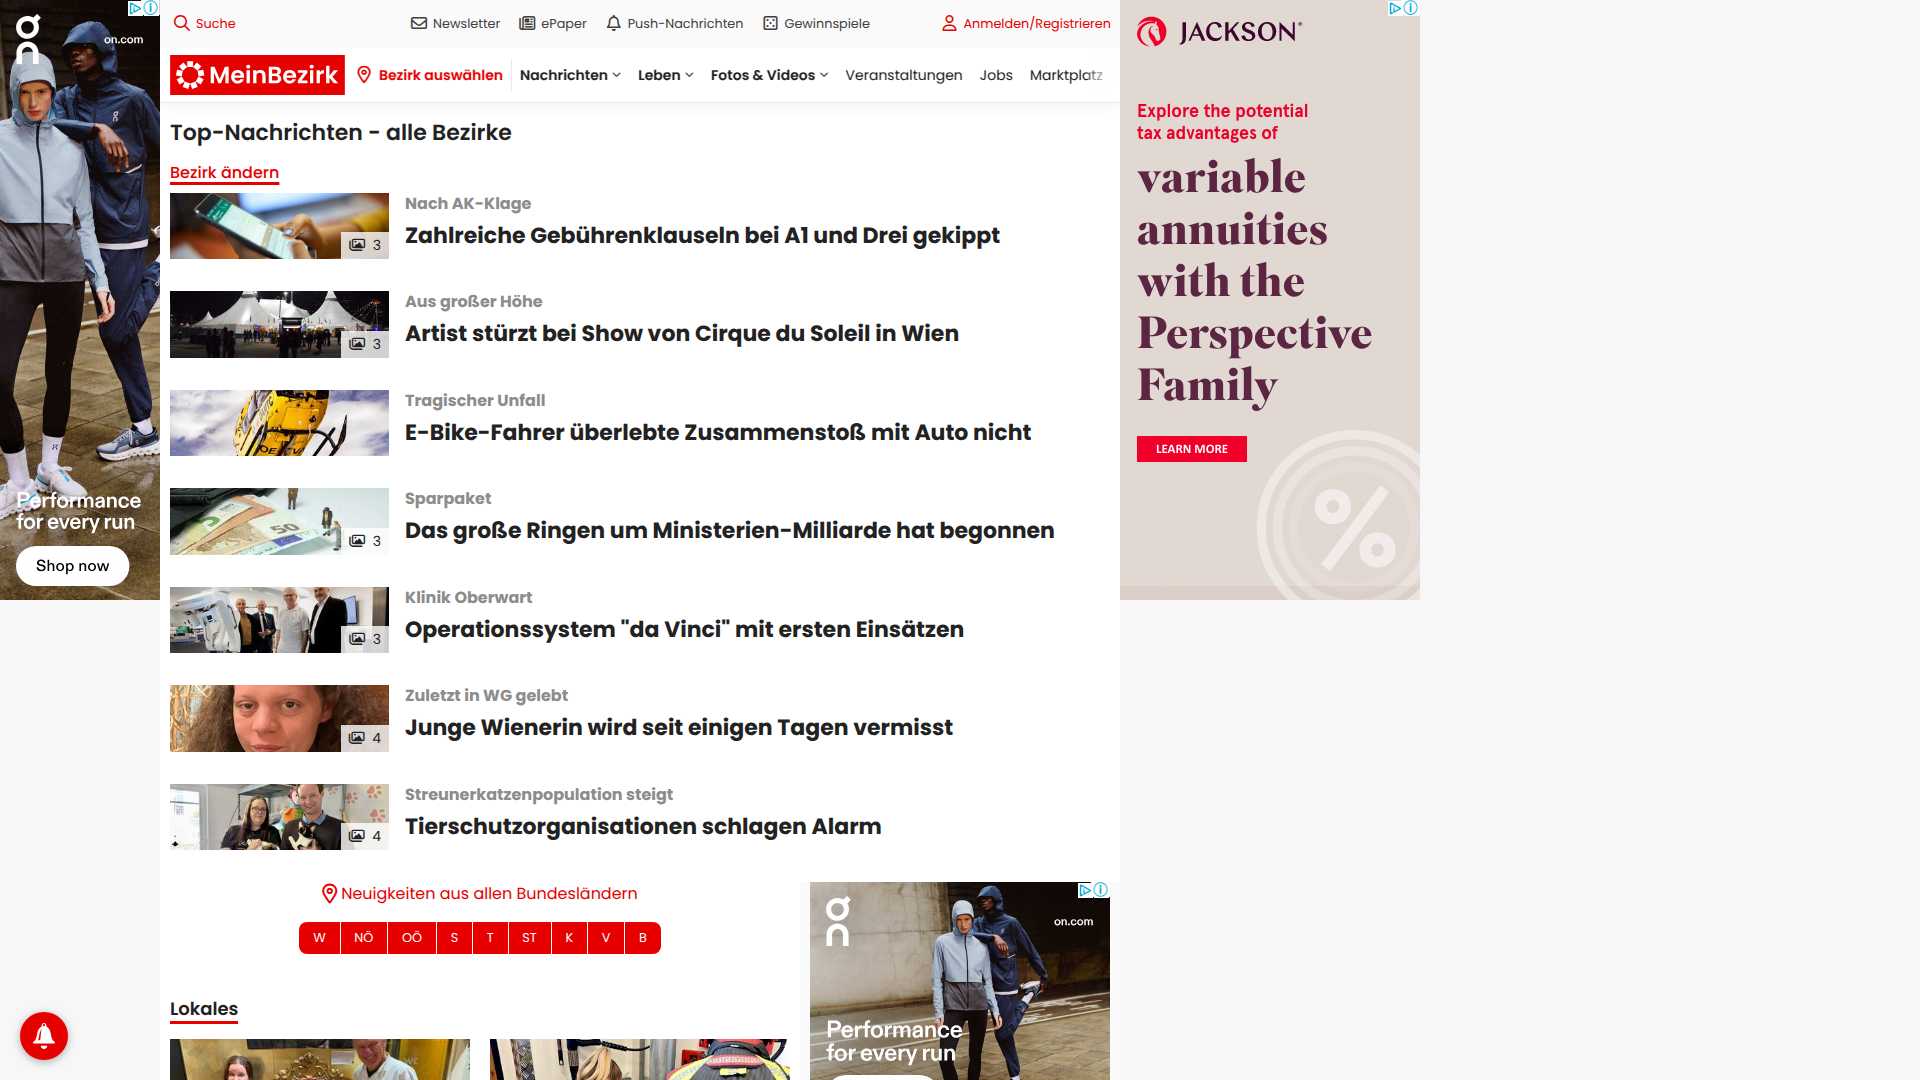 Suche
Newsletter
ePaper
Push-Nachrichten
Gewinnspiele
Anmelden/Registrieren
MeinBezirk
Bezirk auswählen
Nachrichten
Leben
Fotos & Videos
Veranstaltungen
Jobs
Marktplatz
Top-Nachrichten - alle Bezirke
Bezirk ändern
3
Nach AK-Klage
Zahlreiche Gebührenklauseln bei A1 und Drei gekippt
3
Aus großer Höhe
Artist stürzt bei Show von Cirque du Soleil in Wien
Tragischer Unfall
E-Bike-Fahrer überlebte Zusammenstoß mit Auto nicht
50
3
Sparpaket
Das große Ringen um Ministerien-Milliarde hat begonnen
3
Klinik Oberwart
Operationssystem "da Vinci" mit ersten Einsätzen
4
Zuletzt in WG gelebt
Junge Wienerin wird seit einigen Tagen vermisst
4
Streunerkatzenpopulation steigt
Tierschutzorganisationen schlagen Alarm
Neuigkeiten aus allen Bundesländern
W
NÖ
OÖ
S
T
ST
K
V
B
Lokales
on
on.com
Performance
for every run
Shop now
JACKSON®
Explore the potential
tax advantages of
variable
annuities
with the
Perspective
Family
LEARN MORE
%
on
on.com
Performance
for every run